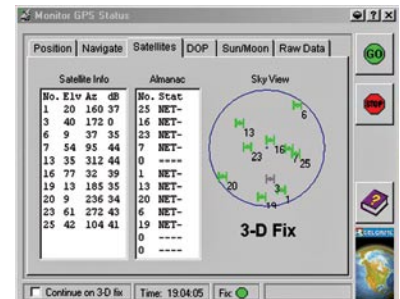 Monitor GPS Status
Position Navigate Satellites DOP Sun/Moon Raw Data
GO
STOP
Satellite Info
No. Elv Az dB
1 20 160 37
3 40 172 0
6 9 37 35
7 54 95 44
13 35 312 44
16 77 32 39
19 13 185 35
20 9 236 34
23 61 272 43
25 42 104 41
Almanac
No. Stat
25 NET-
16 NET-
23 NET-
7 NET-
0 ----
1 NET-
13 NET-
20 NET-
6 NET-
19 NET-
0 ----
0 ----
Sky View
6
13
16
23
7
25
20
3
1
19
3-D Fix
Continue on 3-D fix Time: 19:04:05 Fix: